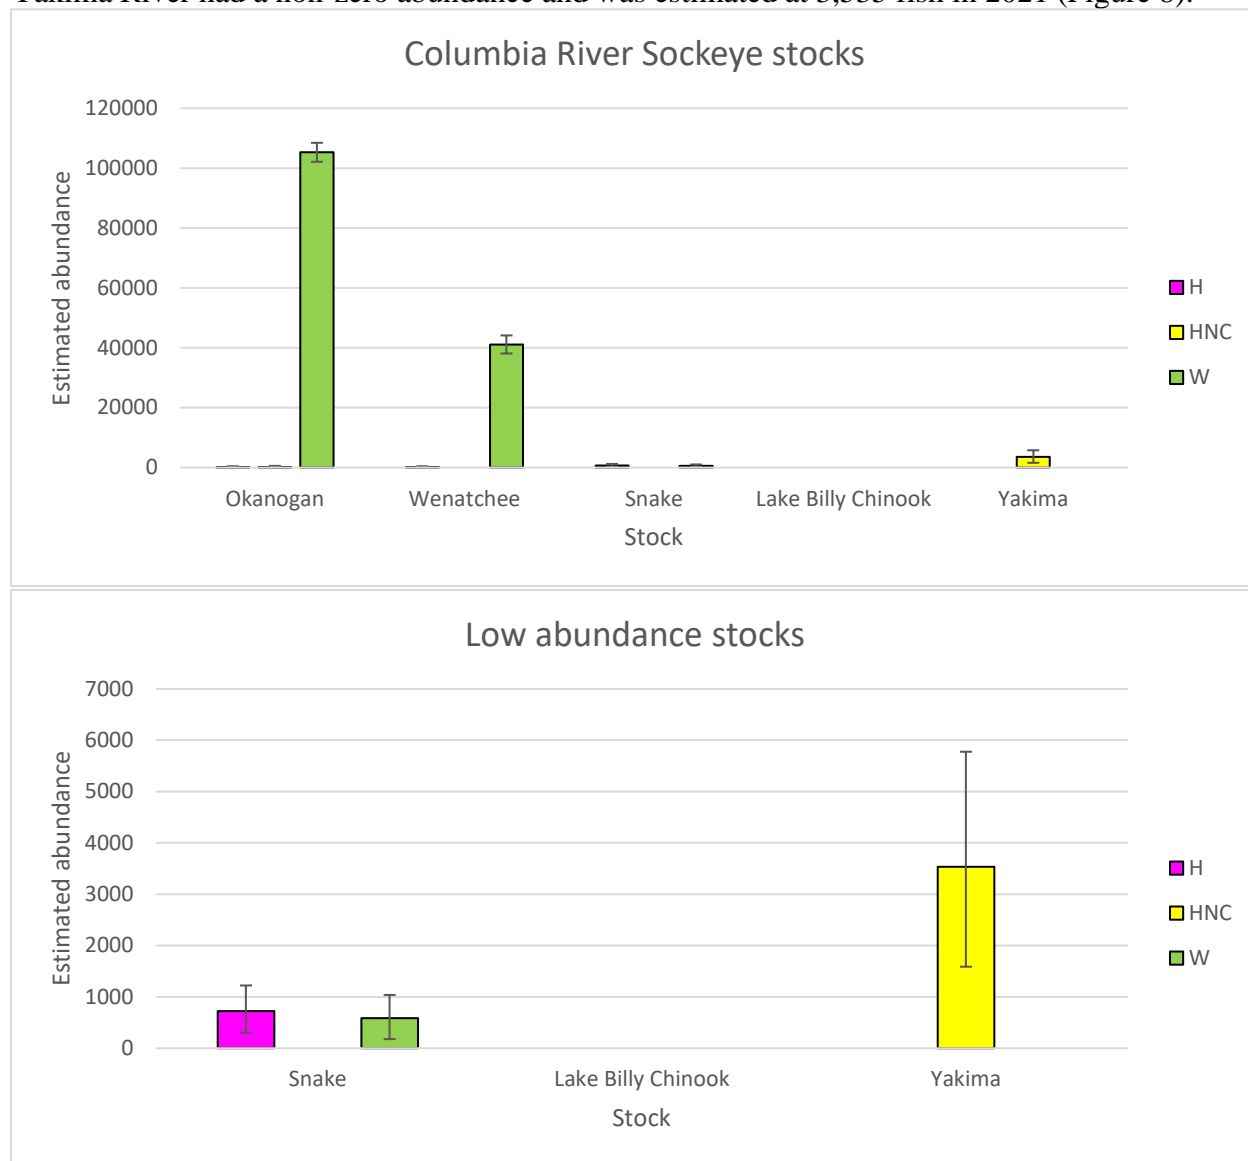 Yakima River had a non-zero abundance and was estimated at 3,533 fish in 2021 (Figure 8).
Columbia River Sockeye stocks
120000
100000
80000
60000
40000
20000
0
Estimated abundance
Okanogan
Wenatchee
Snake
Lake Billy Chinook
Yakima
Stock
H
HNC
W
Low abundance stocks
7000
6000
5000
4000
3000
2000
1000
0
Estimated abundance
Snake
Lake Billy Chinook
Yakima
Stock
H
HNC
W